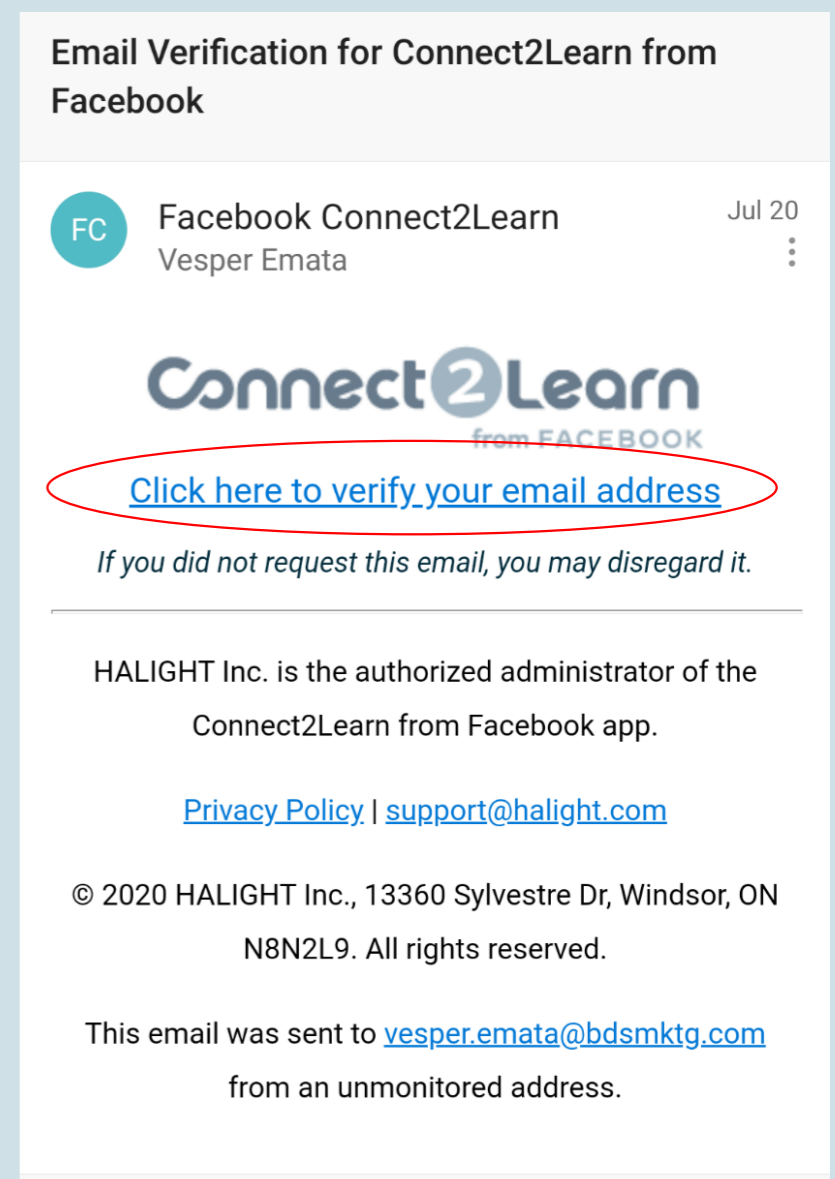 Email Verification for Connect2Learn from
Facebook
FC
Facebook Connect2Learn
Jul 20
Vesper Emata
Connect2Learn
from FACEBOOK
Click here to verify your email address
If you did not request this email, you may disregard it.
HALIGHT Inc. is the authorized administrator of the
Connect2Learn from Facebook app.
Privacy Policy | support@halight.com
© 2020 HALIGHT Inc., 13360 Sylvestre Dr, Windsor, ON
N8N2L9. All rights reserved.
This email was sent to vesper.emata@bdsmktg.com
from an unmonitored address.